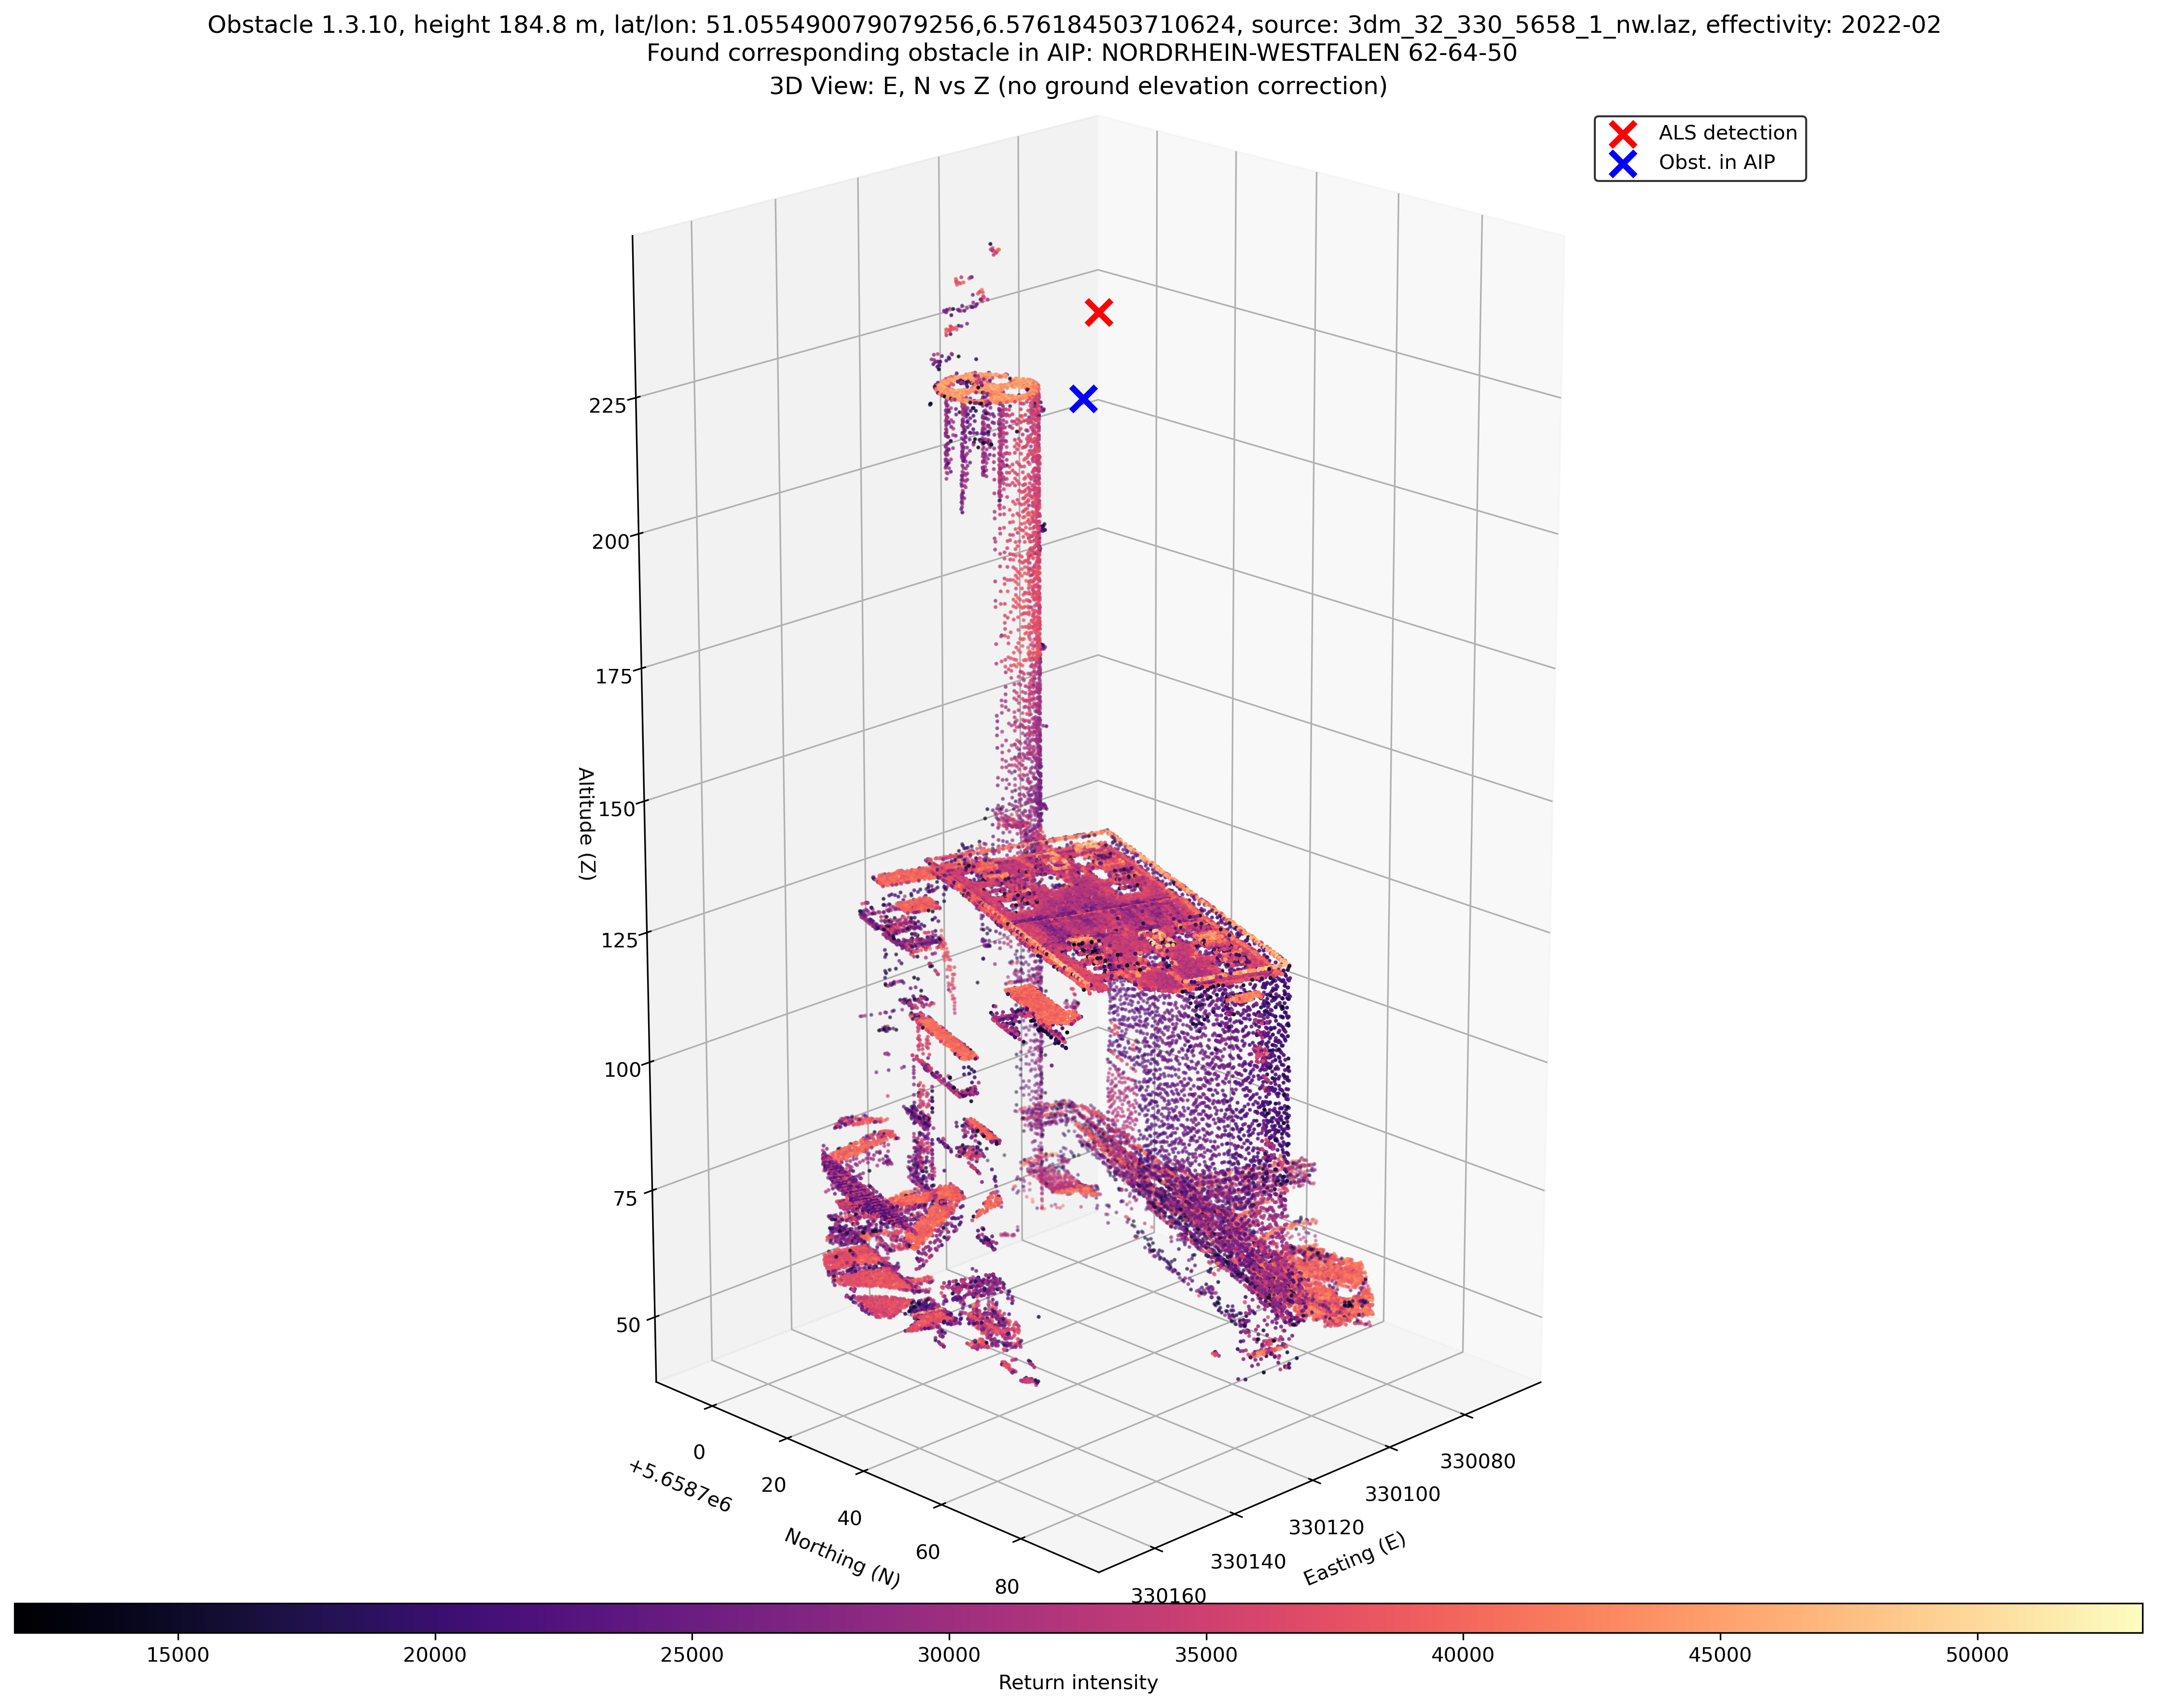 Obstacle 1.3.10, height 184.8 m, lat/lon: 51.055490079079256,6.576184503710624, source: 3dm_32_330_5658_1_nw.laz, effectivity: 2022-02
Found corresponding obstacle in AIP: NORDRHEIN-WESTFALEN 62-64-50
3D View: E, N vs Z (no ground elevation correction)
ALS detection
Obst. in AIP
225
200
175
150
125
100
75
50
Altitude (Z)
0
20
40
60
80
+5.6587e6
Northing (N)
330080
330100
330120
330140
330160
Easting (E)
15000
20000
25000
30000
35000
40000
45000
50000
Return intensity